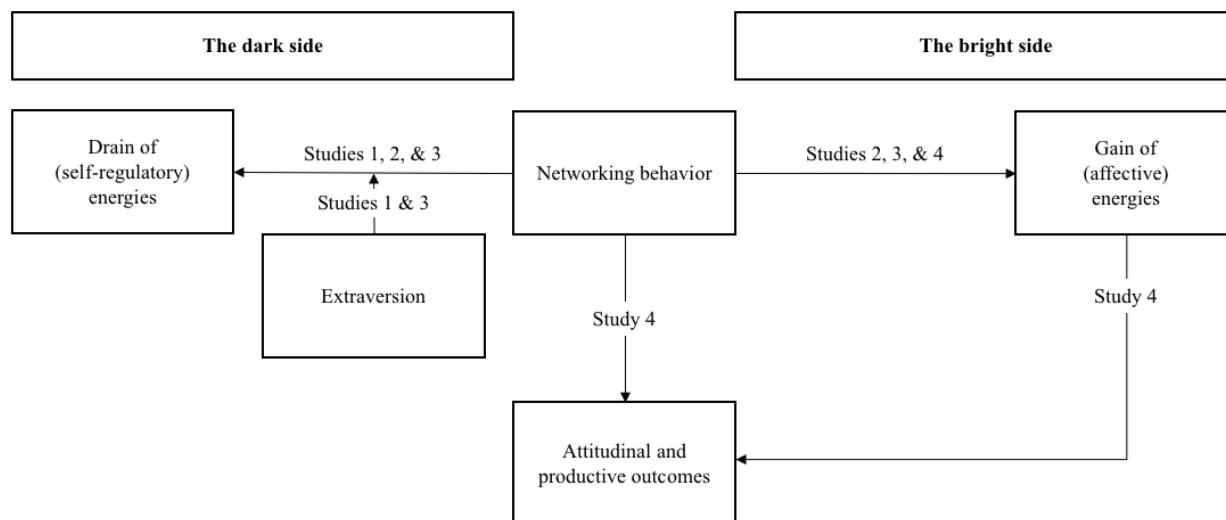 The dark side
The bright side
Drain of
(self-regulatory)
energies
Studies 1, 2, & 3
Networking behavior
Studies 2, 3, & 4
Gain of
(affective)
energies
Studies 1 & 3
Extraversion
Study 4
Study 4
Attitudinal and
productive outcomes